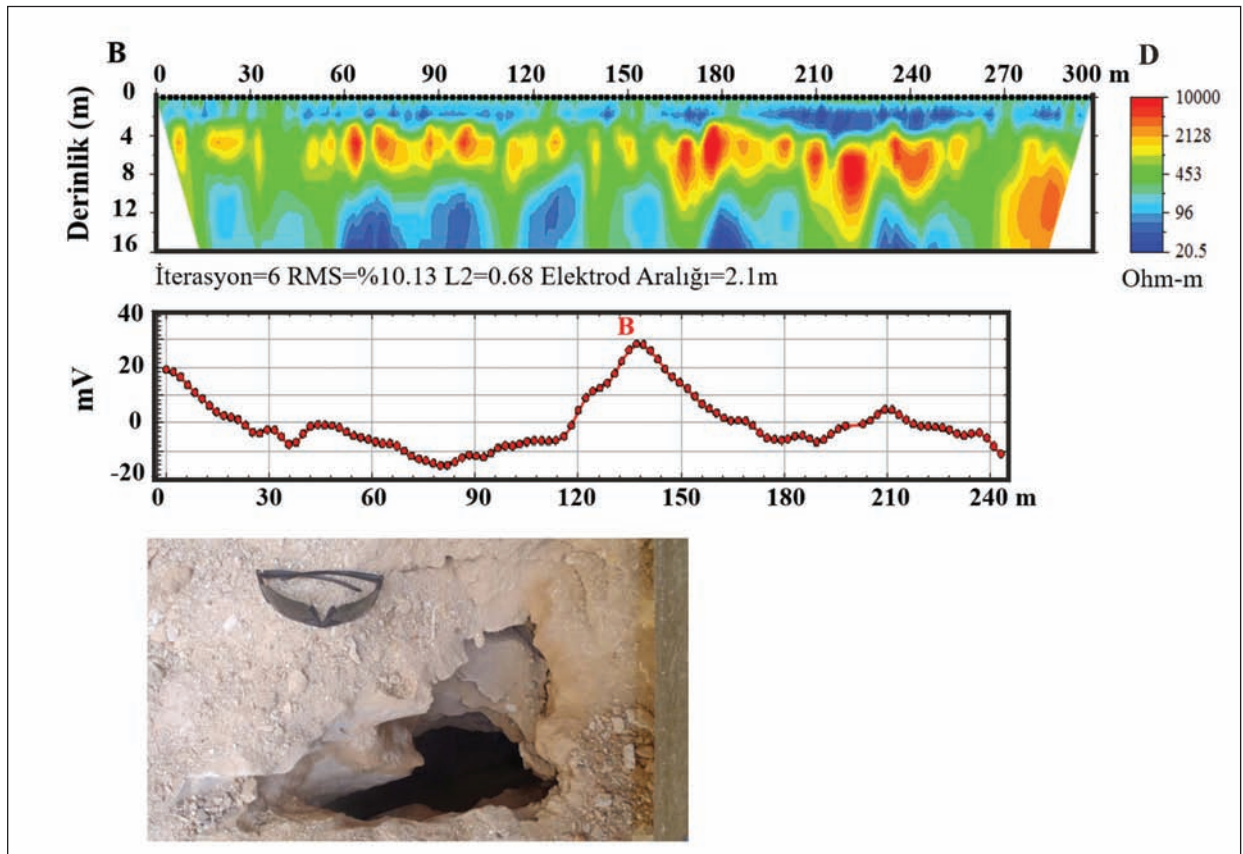 B D
0 30 60 90 120 150 180 210 240 270 300 m
Derinlik (m)
0
4
8
12
16
10000
2128
453
96
20.5
Ohm-m
İterasyon=6 RMS=%10.13 L2=0.68 Elektrod Aralığı=2.1m
mV
40
20
0
-20
B
0 30 60 90 120 150 180 210 240 m